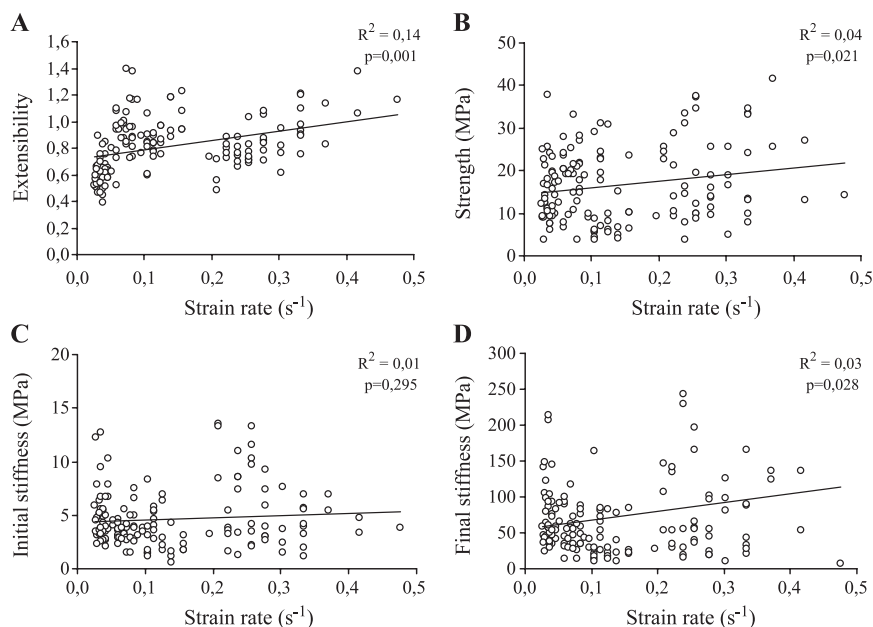 A
R² = 0,14
p=0,001
Extensibility
1,6
1,4
1,2
1,0
0,8
0,6
0,4
0,2
0,0
0,0 0,1 0,2 0,3 0,4 0,5
Strain rate (s⁻¹)
B
R² = 0,04
p=0,021
Strength (MPa)
50
40
30
20
10
0
0,0 0,1 0,2 0,3 0,4 0,5
Strain rate (s⁻¹)
C
R² = 0,01
p=0,295
Initial stiffness (MPa)
20
15
10
5
0
0,0 0,1 0,2 0,3 0,4 0,5
Strain rate (s⁻¹)
D
R² = 0,03
p=0,028
Final stiffness (MPa)
300
250
200
150
100
50
0
0,0 0,1 0,2 0,3 0,4 0,5
Strain rate (s⁻¹)